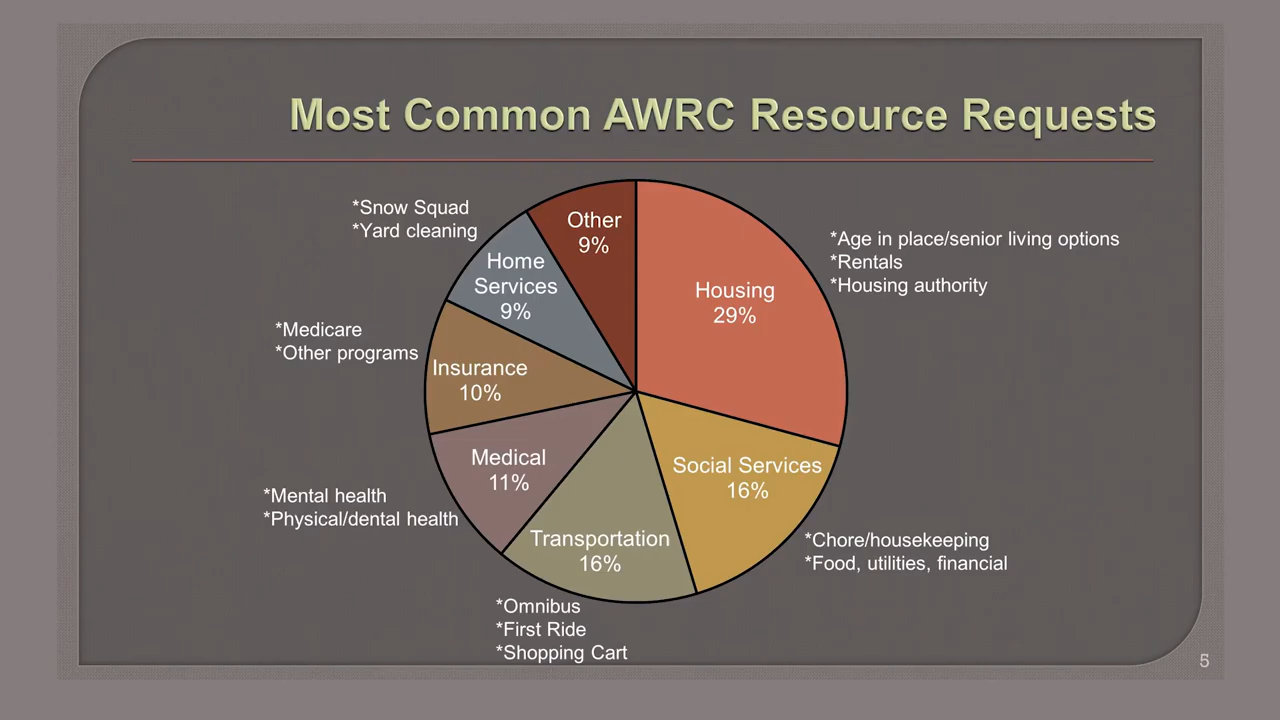 Most Common AWRC Resource Requests
*Snow Squad
*Yard cleaning
Other
9%
Home
Services
9%
Housing
29%
*Age in place/senior living options
*Rentals
*Housing authority
*Medicare
*Other programs
Insurance
10%
Medical
11%
Social Services
16%
*Mental health
*Physical/dental health
Transportation
16%
*Chore/housekeeping
*Food, utilities, financial
*Omnibus
*First Ride
*Shopping Cart
5